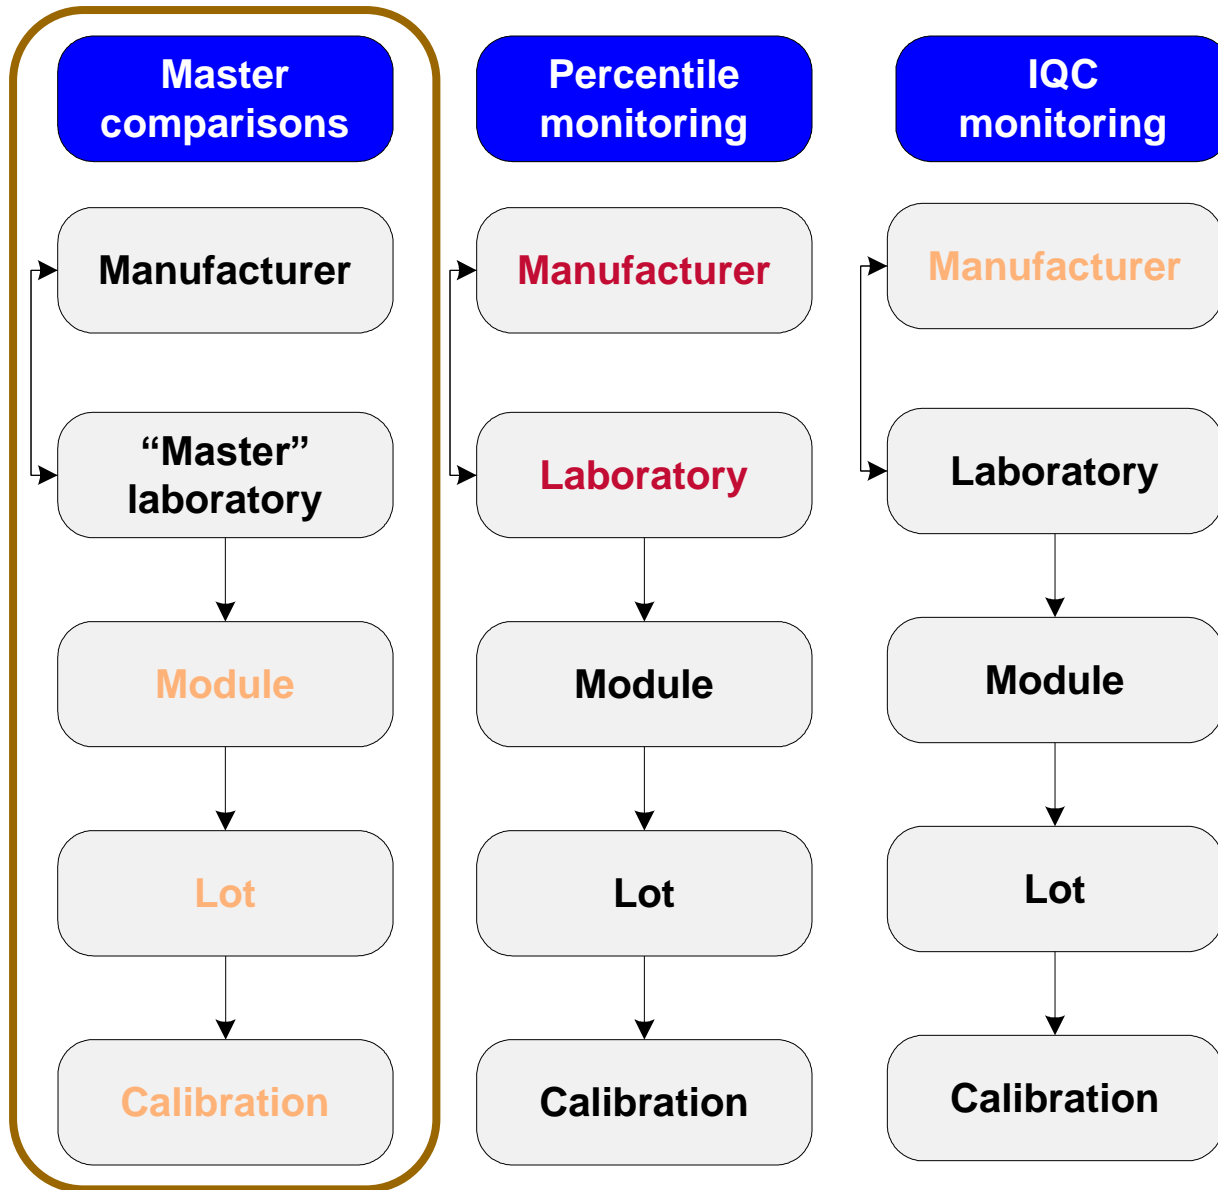 Master
comparisons
Manufacturer
“Master”
laboratory
Module
Lot
Calibration
Percentile
monitoring
Manufacturer
Laboratory
Module
Lot
Calibration
IQC
monitoring
Manufacturer
Laboratory
Module
Lot
Calibration